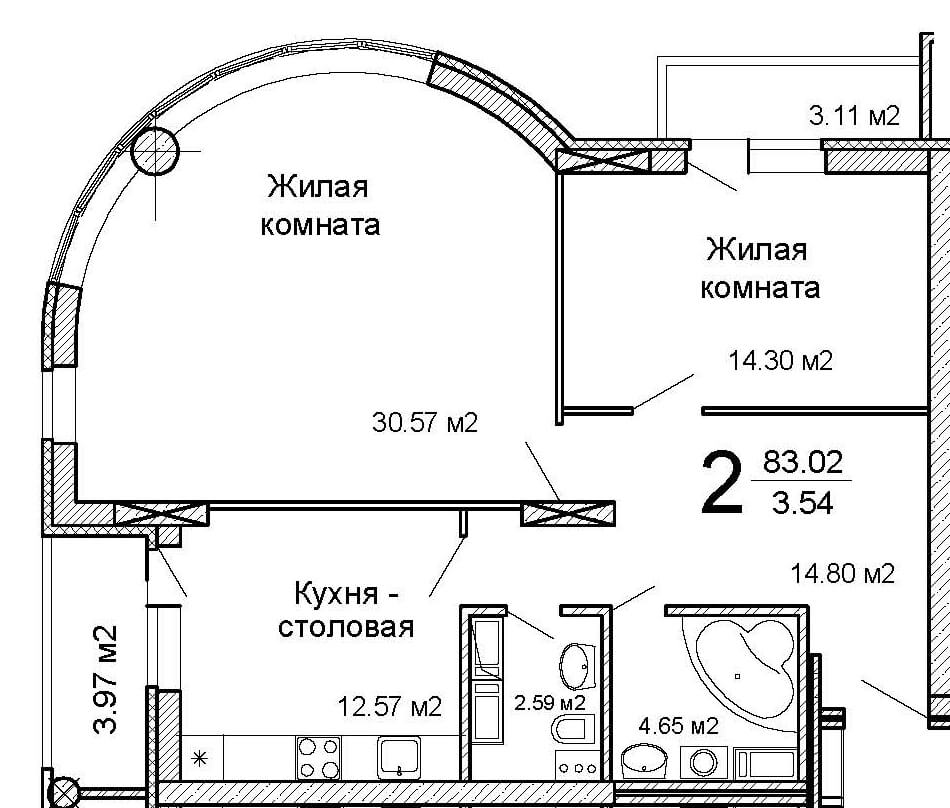 3.11 м2
Жилая
комната
Жилая
комната
14.30 м2
30.57 м2
2
83.02
3.54
14.80 м2
Кухня -
столовая
3.97 м2
12.57 м2
2.59 м2
4.65 м2